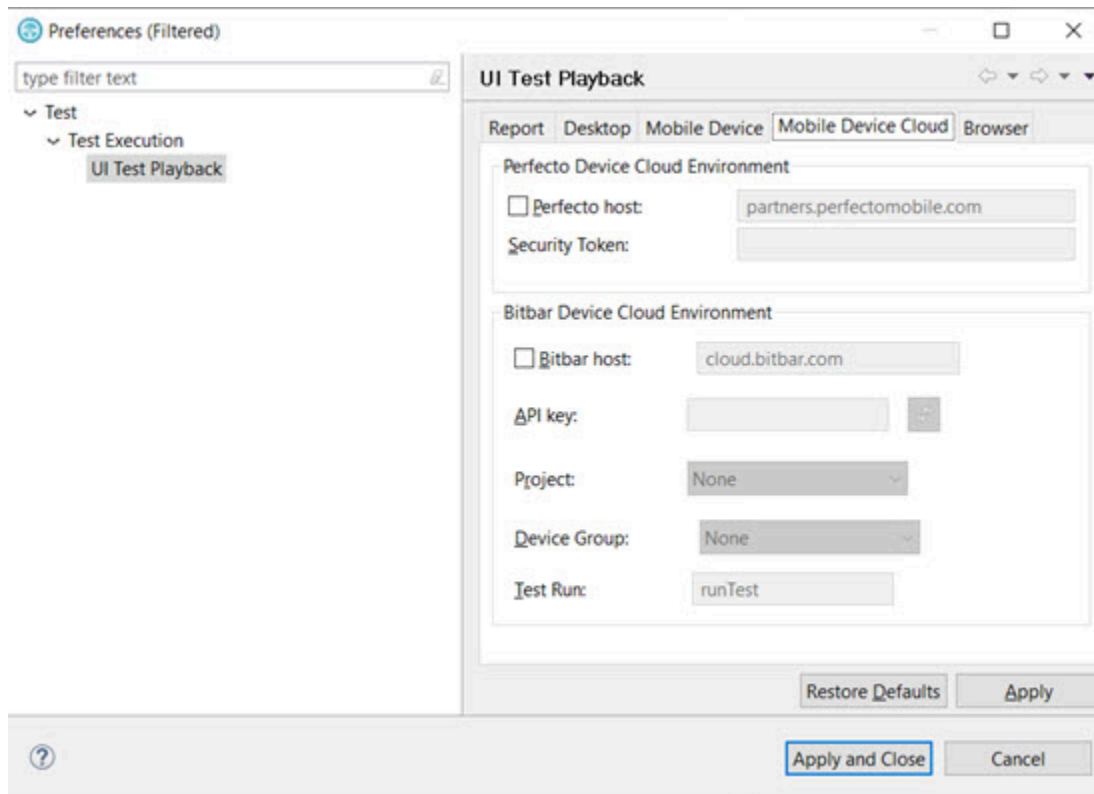 Preferences (Filtered)
type filter text
Test
Test Execution
UI Test Playback
UI Test Playback
Report Desktop Mobile Device Mobile Device Cloud Browser
Perfecto Device Cloud Environment
Perfecto host: partners.perfectomobile.com
Security Token:
Bitbar Device Cloud Environment
Bitbar host: cloud.bitbar.com
API key:
Project: None
Device Group: None
Test Run: runTest
Restore Defaults Apply
? Apply and Close Cancel